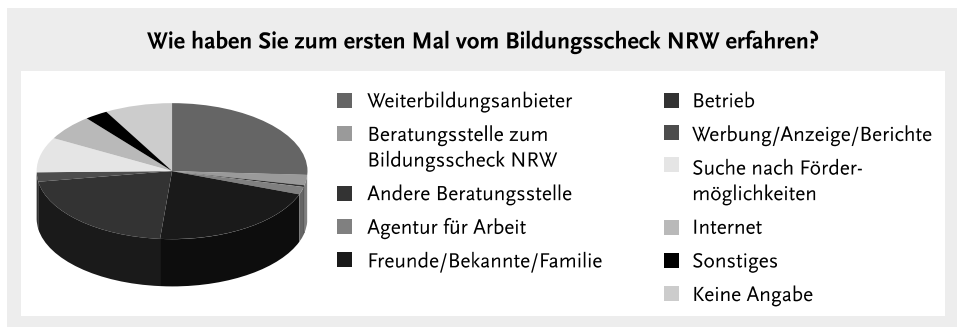 Wie haben Sie zum ersten Mal vom Bildungsscheck NRW erfahren?
Weiterbildungsanbieter
Beratungsstelle zum
Bildungsscheck NRW
Andere Beratungsstelle
Agentur für Arbeit
Freunde/Bekannte/Familie
Betrieb
Werbung/Anzeige/Berichte
Suche nach Förder-
möglichkeiten
Internet
Sonstiges
Keine Angabe